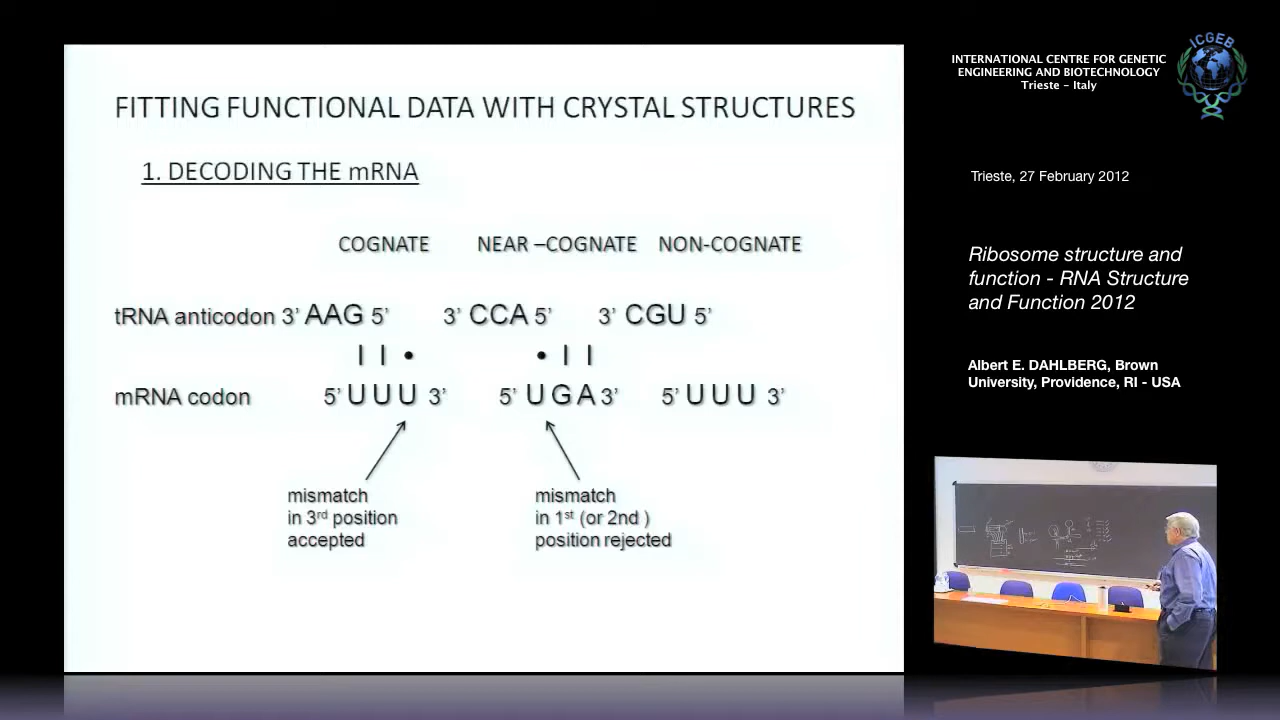 FITTING FUNCTIONAL DATA WITH CRYSTAL STRUCTURES
1. DECODING THE mRNA
COGNATE NEAR –COGNATE NON-COGNATE
tRNA anticodon 3’ AAG 5’ 3’ CCA 5’ 3’ CGU 5’
mRNA codon 5’ U U U 3’ 5’ U G A 3’ 5’ U U U 3’
mismatch
in 3rd position
accepted
mismatch
in 1st (or 2nd )
position rejected
INTERNATIONAL CENTRE FOR GENETIC
ENGINEERING AND BIOTECHNOLOGY
Trieste – Italy
ICGEB
Trieste, 27 February 2012
Ribosome structure and
function - RNA Structure
and Function 2012
Albert E. DAHLBERG, Brown
University, Providence, RI - USA